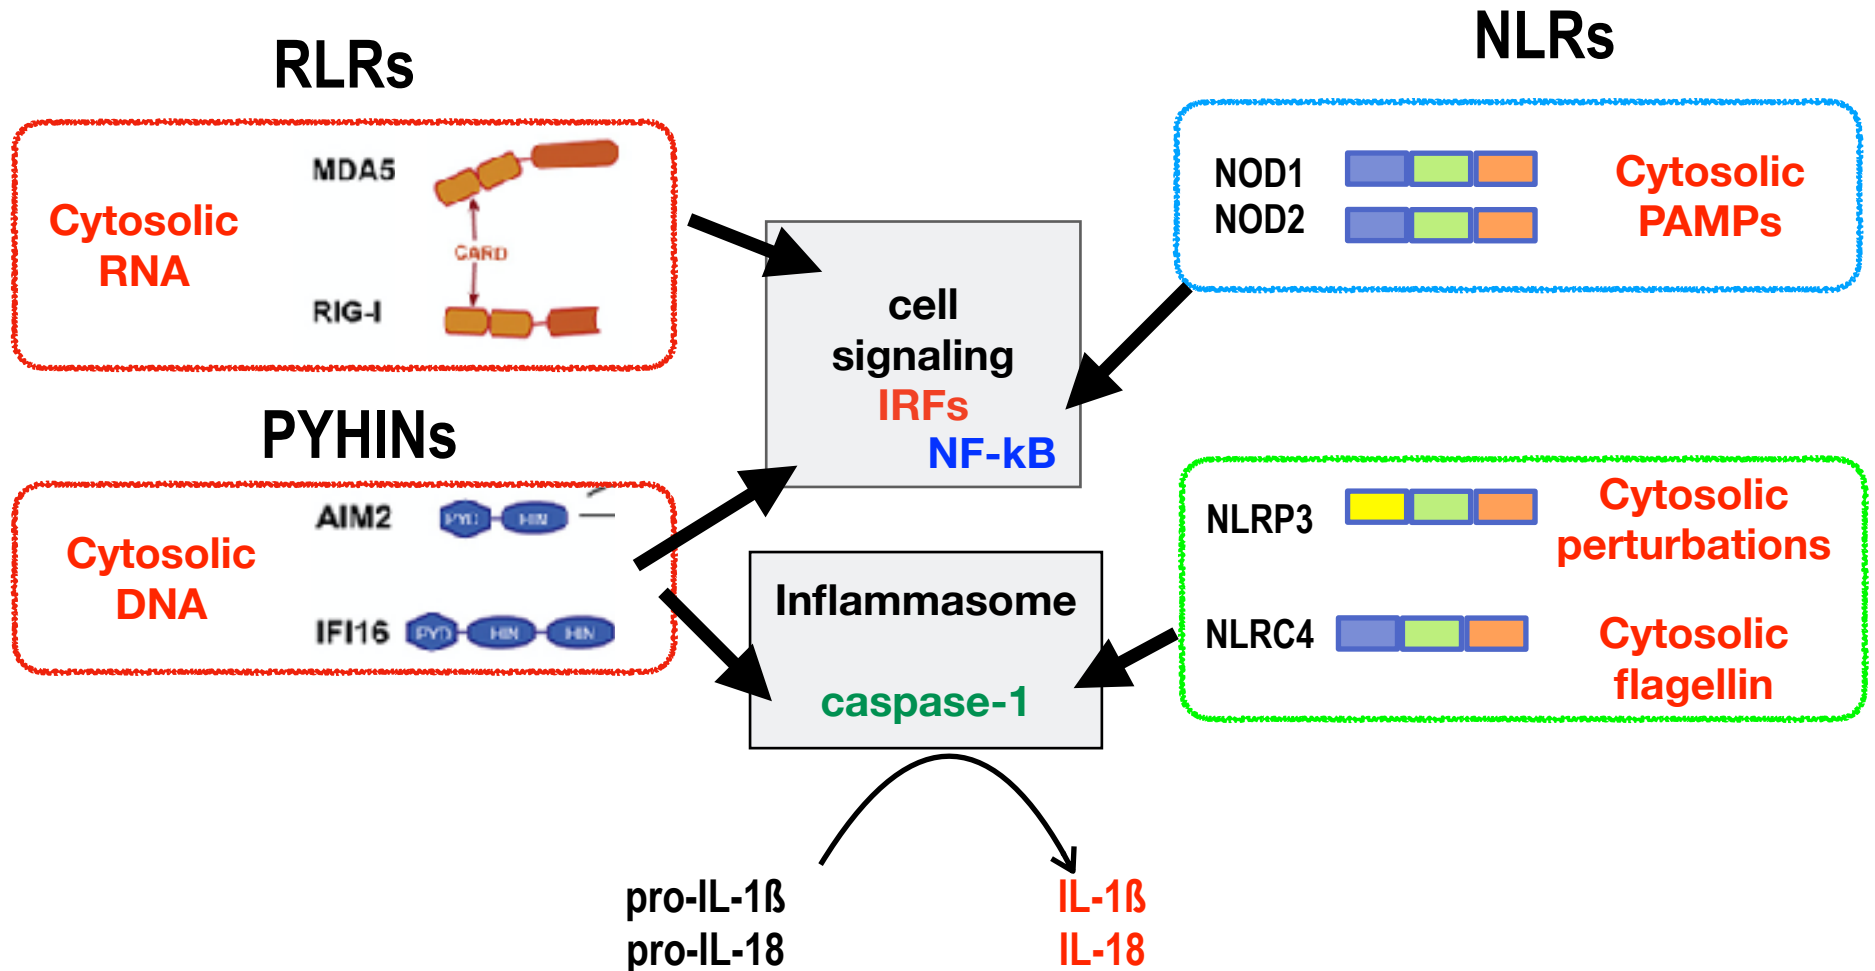 RLRs
Cytosolic
RNA
MDA5
CARD
RIG-I
PYHINs
Cytosolic
DNA
AIM2
PYD
HIN
IFI16
PYD
HIN
HIN
cell
signaling
IRFs
NF-kB
Inflammasome
caspase-1
pro-IL-1ß
pro-IL-18
IL-1ß
IL-18
NLRs
NOD1
NOD2
Cytosolic
PAMPs
NLRP3
Cytosolic
perturbations
NLRC4
Cytosolic
flagellin